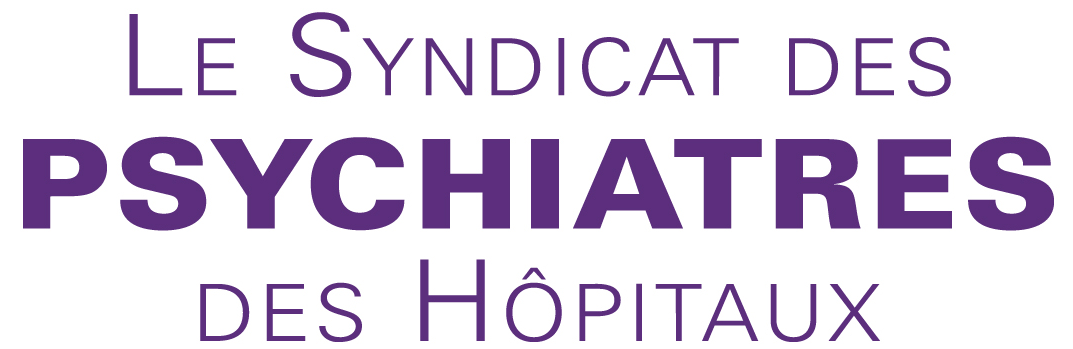 Le Syndicat des
PSYCHIATRES
des Hôpitaux